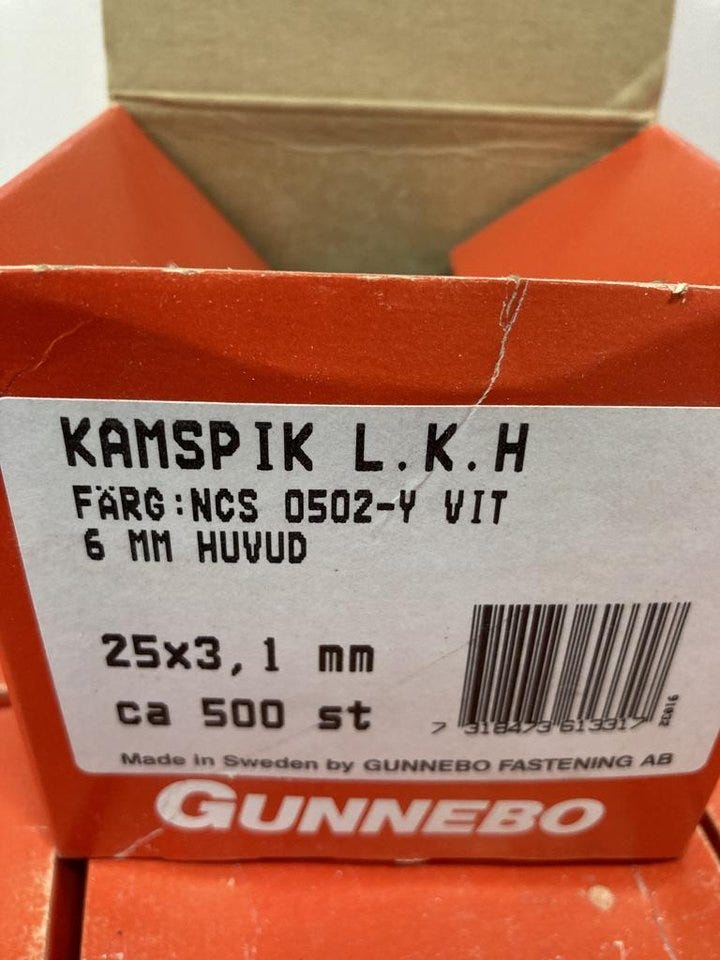 KAMSPIK L.K.H
FÄRG:NCS 0502-Y VIT
6 MM HUVUD
25x3,1 mm
ca 500 st
7 318473 613317
91032
Made in Sweden by GUNNEBO FASTENING AB
GUNNEBO